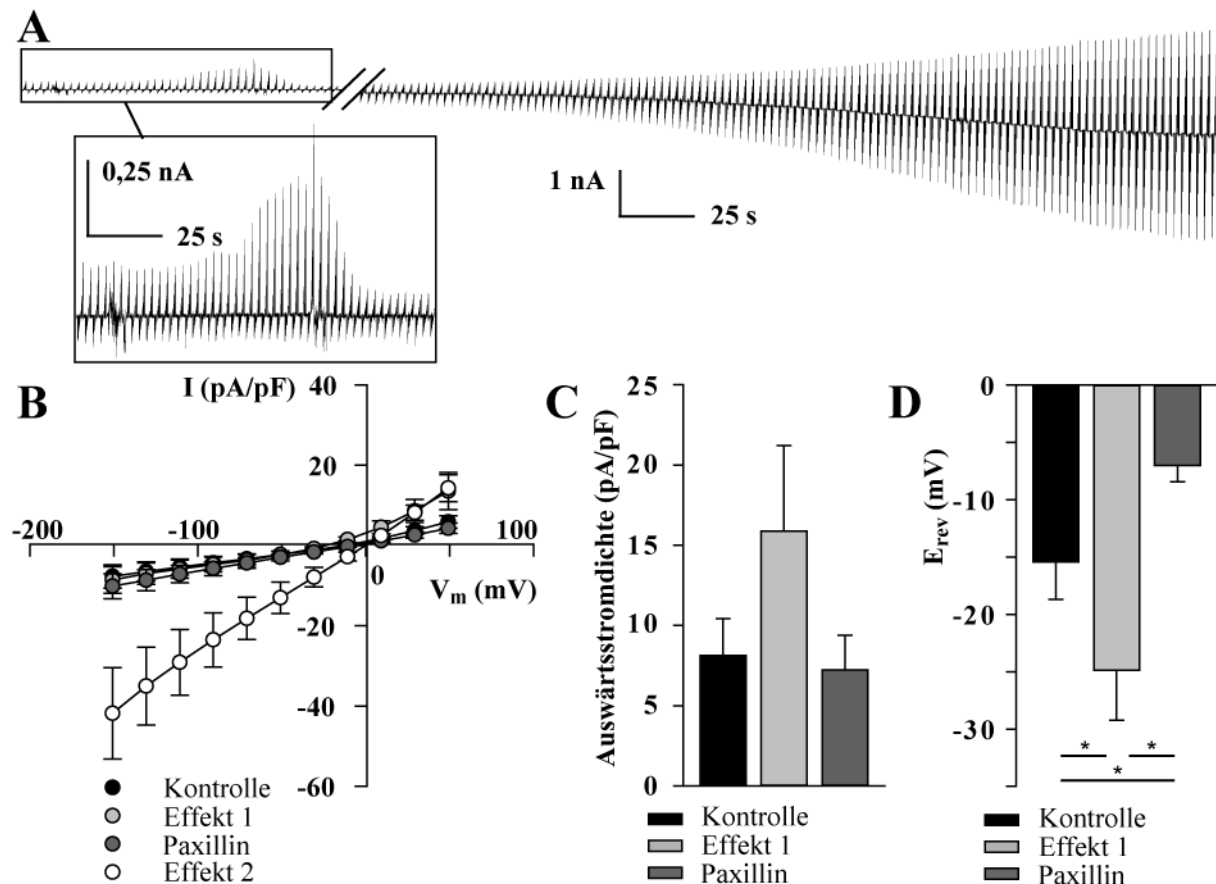 A
0,25 nA
25 s
1 nA
25 s
B
I (pA/pF)
40
20
-200
-100
0
100
V_m (mV)
-20
-40
-60
Kontrolle
Effekt 1
Paxillin
Effekt 2
C
Auswärtsstromdichte (pA/pF)
25
20
15
10
5
0
Kontrolle
Effekt 1
Paxillin
D
E_rev (mV)
0
-10
-20
-30
* *
*
Kontrolle
Effekt 1
Paxillin